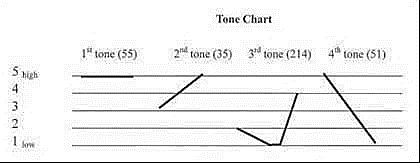 Tone Chart
1st tone (55) 2nd tone (35) 3rd tone (214) 4th tone (51)
5 high
4
3
2
1 low